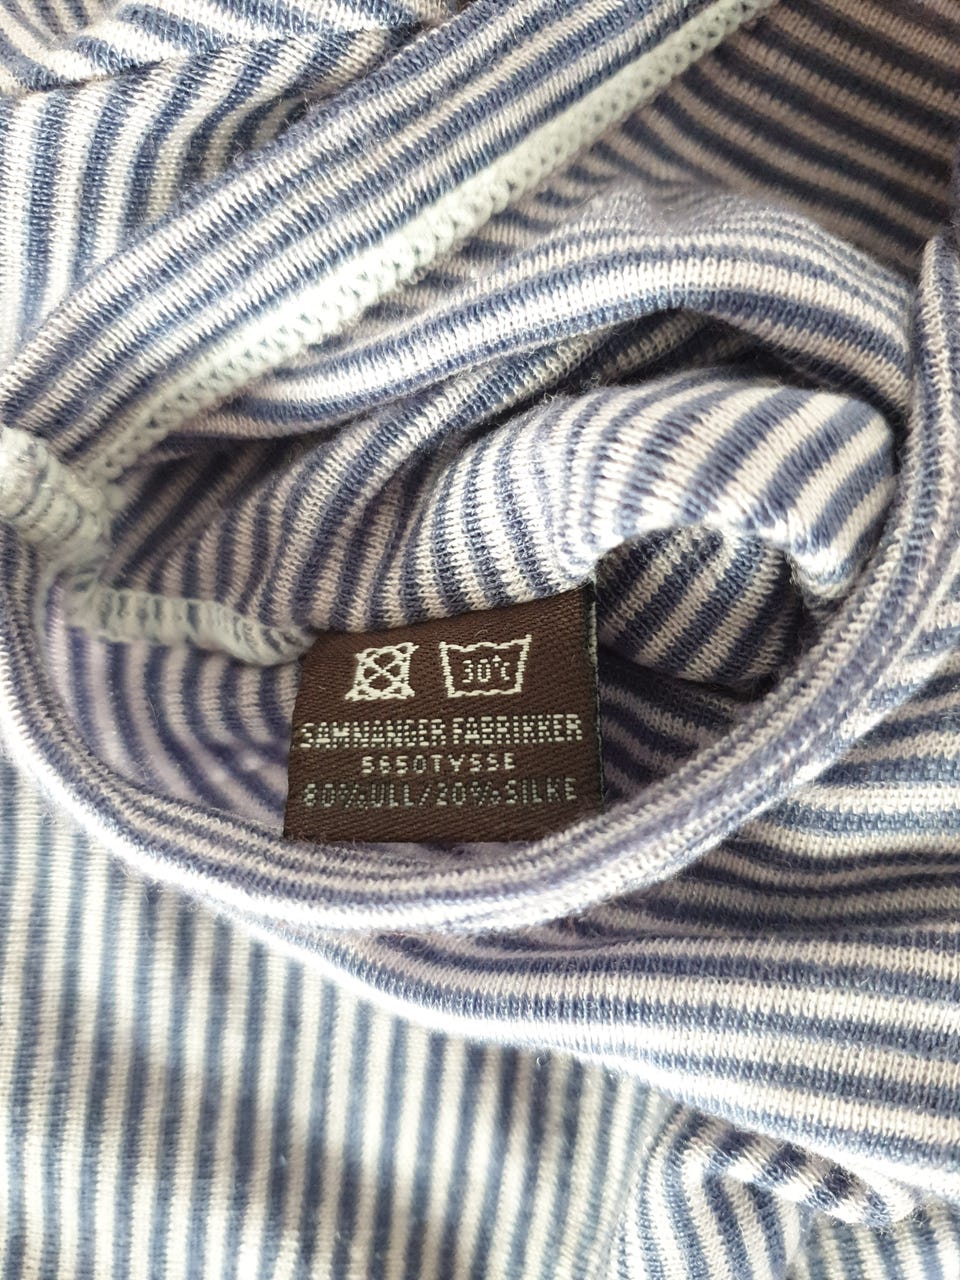 30°C
SAMNANGER FABRIKKER
5650TYSSE
80%ULL/20%SILKE